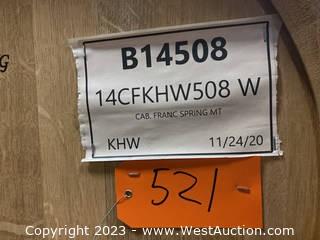 B14508
14CFKHW508 W
CAB. FRANC SPRING MT
KHW 11/24/20
521
Copyright 2023 - www.WestAuction.com